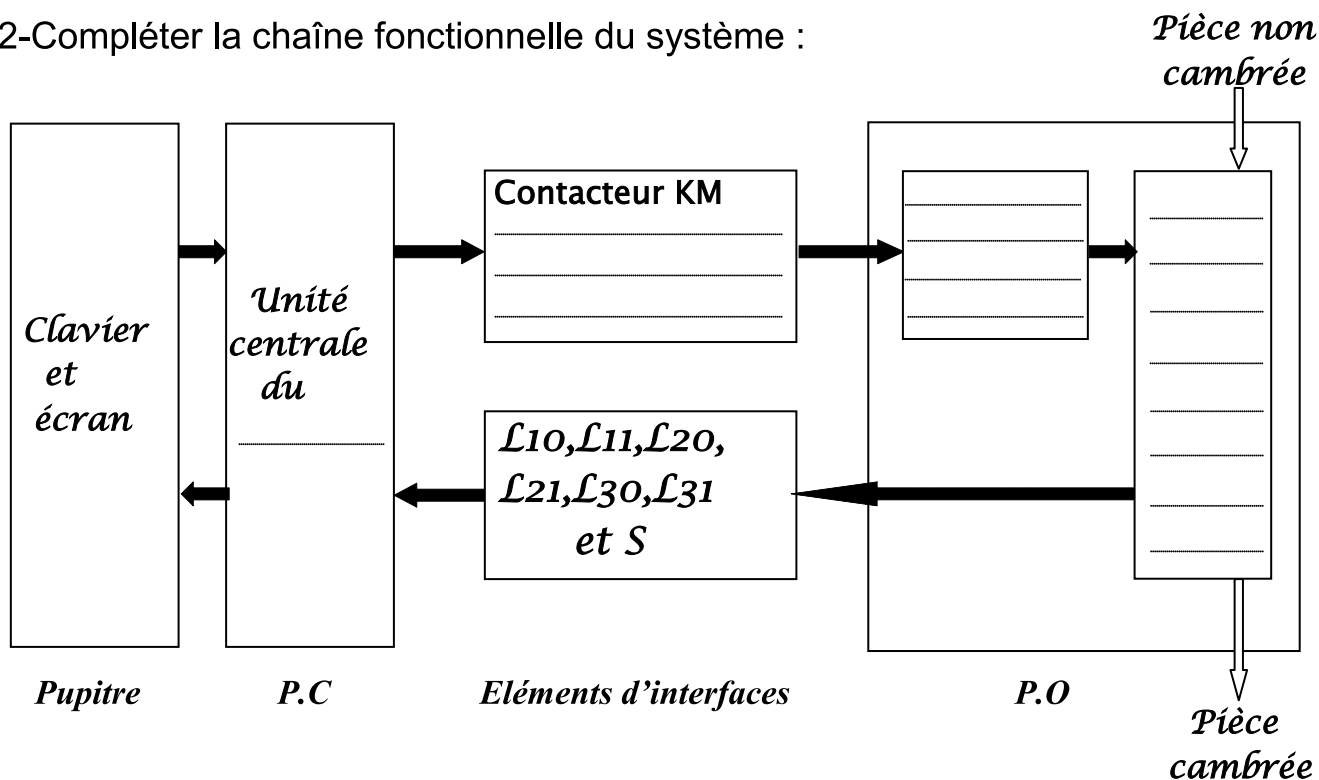 2-Compléter la chaîne fonctionnelle du système :
Pièce non
cambrée
Clavier
et
écran
Unité
centrale
du
Contacteur KM
L10,L11,L20,
L21,L30,L31
et S
Pupitre
P.C
Eléments d'interfaces
P.O
Pièce
cambrée